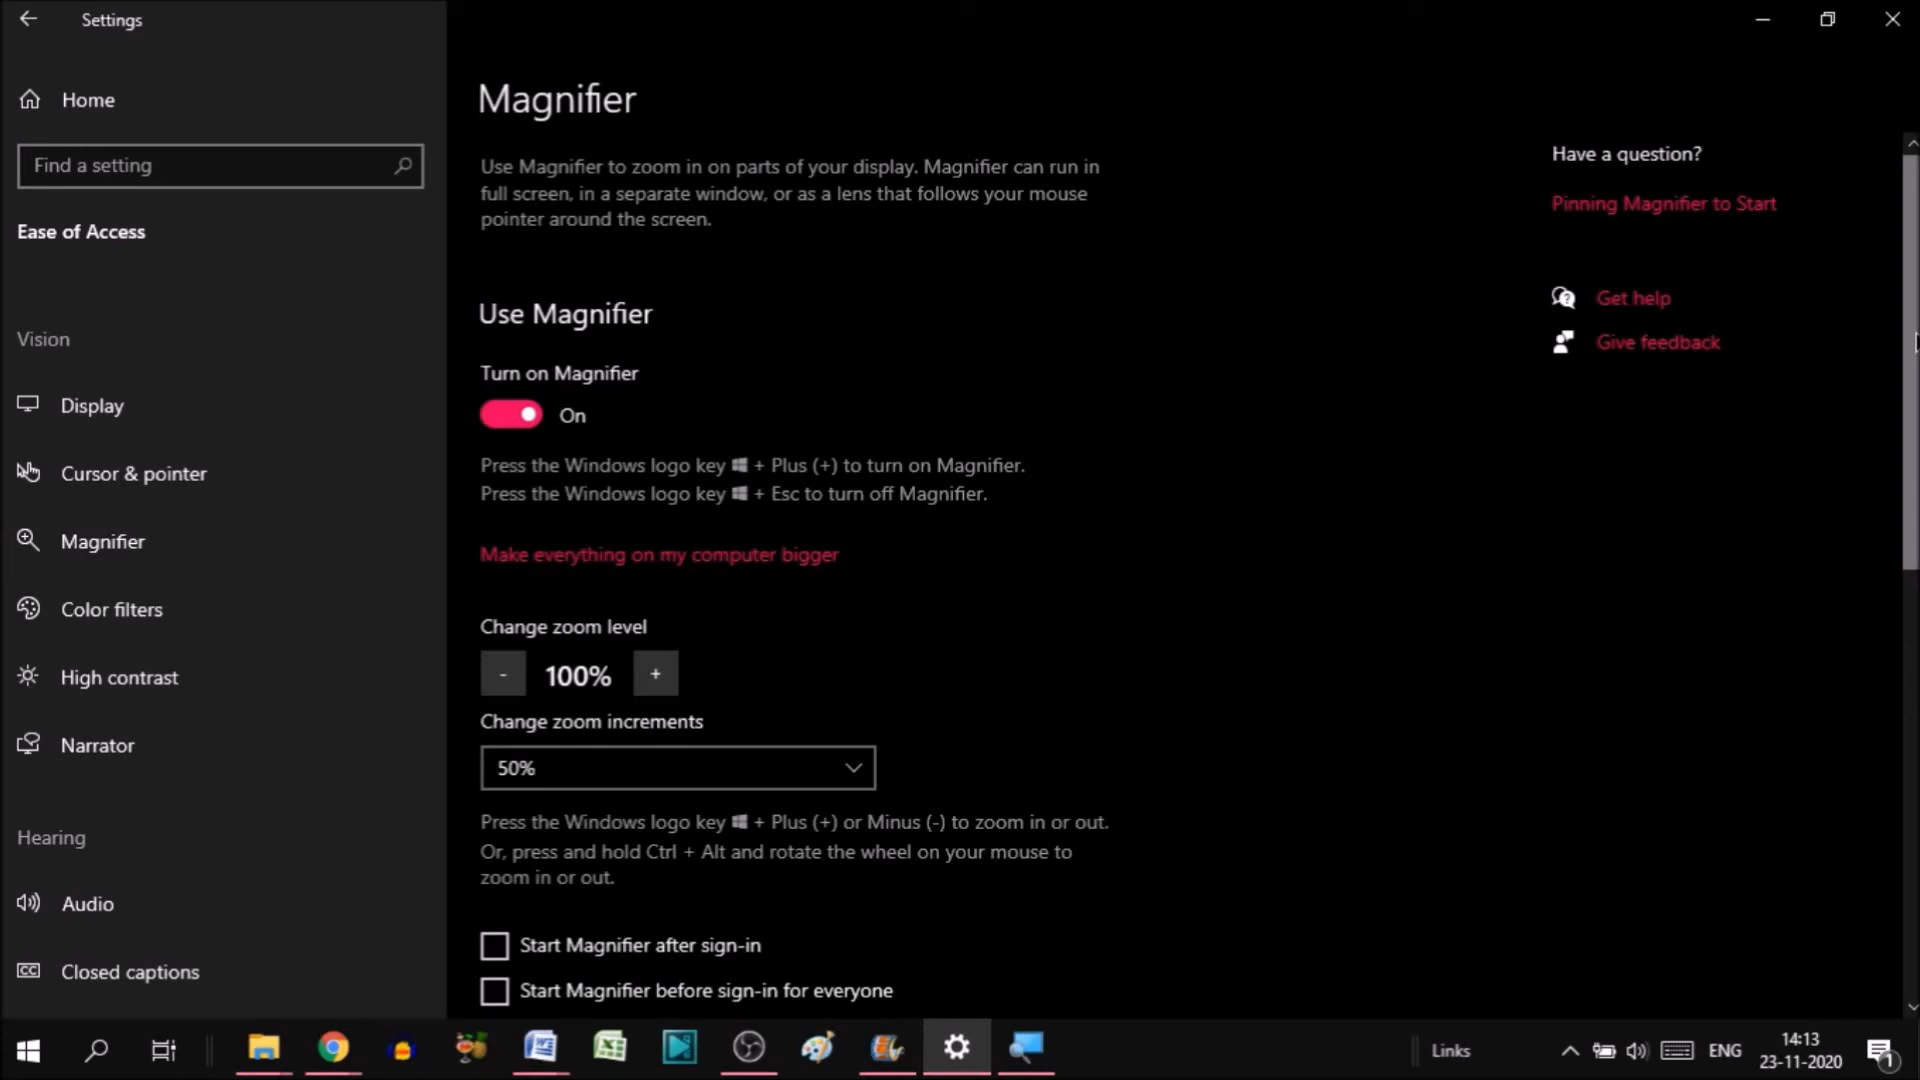 Settings
Home
Find a setting
Ease of Access
Vision
Display
Cursor & pointer
Magnifier
Color filters
High contrast
Narrator
Hearing
Audio
Closed captions
Magnifier
Use Magnifier to zoom in on parts of your display. Magnifier can run in
full screen, in a separate window, or as a lens that follows your mouse
pointer around the screen.
Use Magnifier
Turn on Magnifier
On
Press the Windows logo key + Plus (+) to turn on Magnifier.
Press the Windows logo key + Esc to turn off Magnifier.
Make everything on my computer bigger
Change zoom level
- 100% +
Change zoom increments
50%
Press the Windows logo key + Plus (+) or Minus (-) to zoom in or out.
Or, press and hold Ctrl + Alt and rotate the wheel on your mouse to
zoom in or out.
Start Magnifier after sign-in
Start Magnifier before sign-in for everyone
Have a question?
Pinning Magnifier to Start
Get help
Give feedback
Links
ENG
14:13
23-11-2020
1